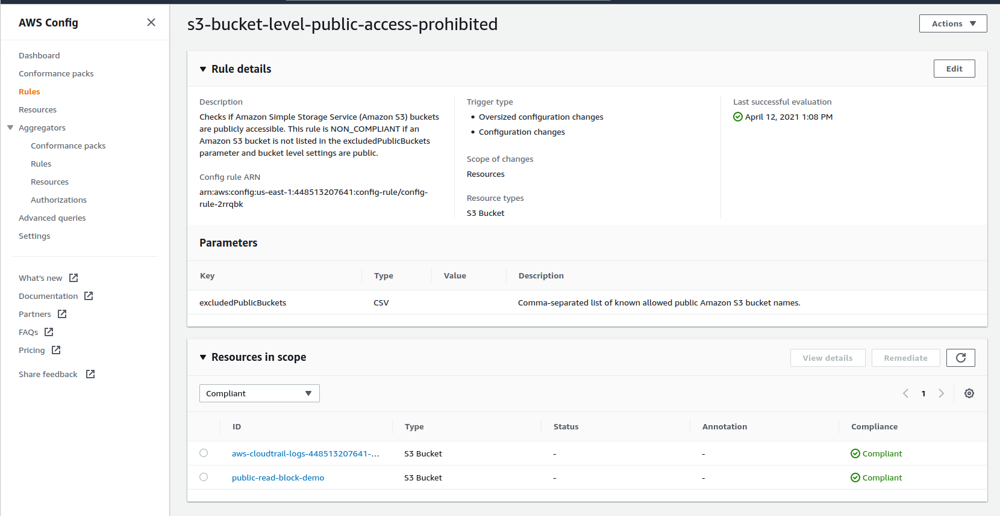 AWS Config
Dashboard
Conformance packs
Rules
Resources
Aggregators
Conformance packs
Rules
Resources
Authorizations
Advanced queries
Settings
What's new
Documentation
Partners
FAQs
Pricing
Share feedback
s3-bucket-level-public-access-prohibited
Actions
Rule details
Edit
Description
Checks if Amazon Simple Storage Service (Amazon S3) buckets
are publicly accessible. This rule is NON_COMPLIANT if an
Amazon S3 bucket is not listed in the excludedPublicBuckets
parameter and bucket level settings are public.
Config rule ARN
arn:aws:config:us-east-1:448513207641:config-rule/config-
rule-2rrqbk
Trigger type
• Oversized configuration changes
• Configuration changes
Scope of changes
Resources
Resource types
S3 Bucket
Last successful evaluation
April 12, 2021 1:08 PM
Parameters
Key Type Value Description
excludedPublicBuckets CSV Comma-separated list of known allowed public Amazon S3 bucket names.
Resources in scope
View details Remediate
Compliant
1
ID Type Status Annotation Compliance
aws-cloudtrail-logs-448513207641-... S3 Bucket - - Compliant
public-read-block-demo S3 Bucket - - Compliant